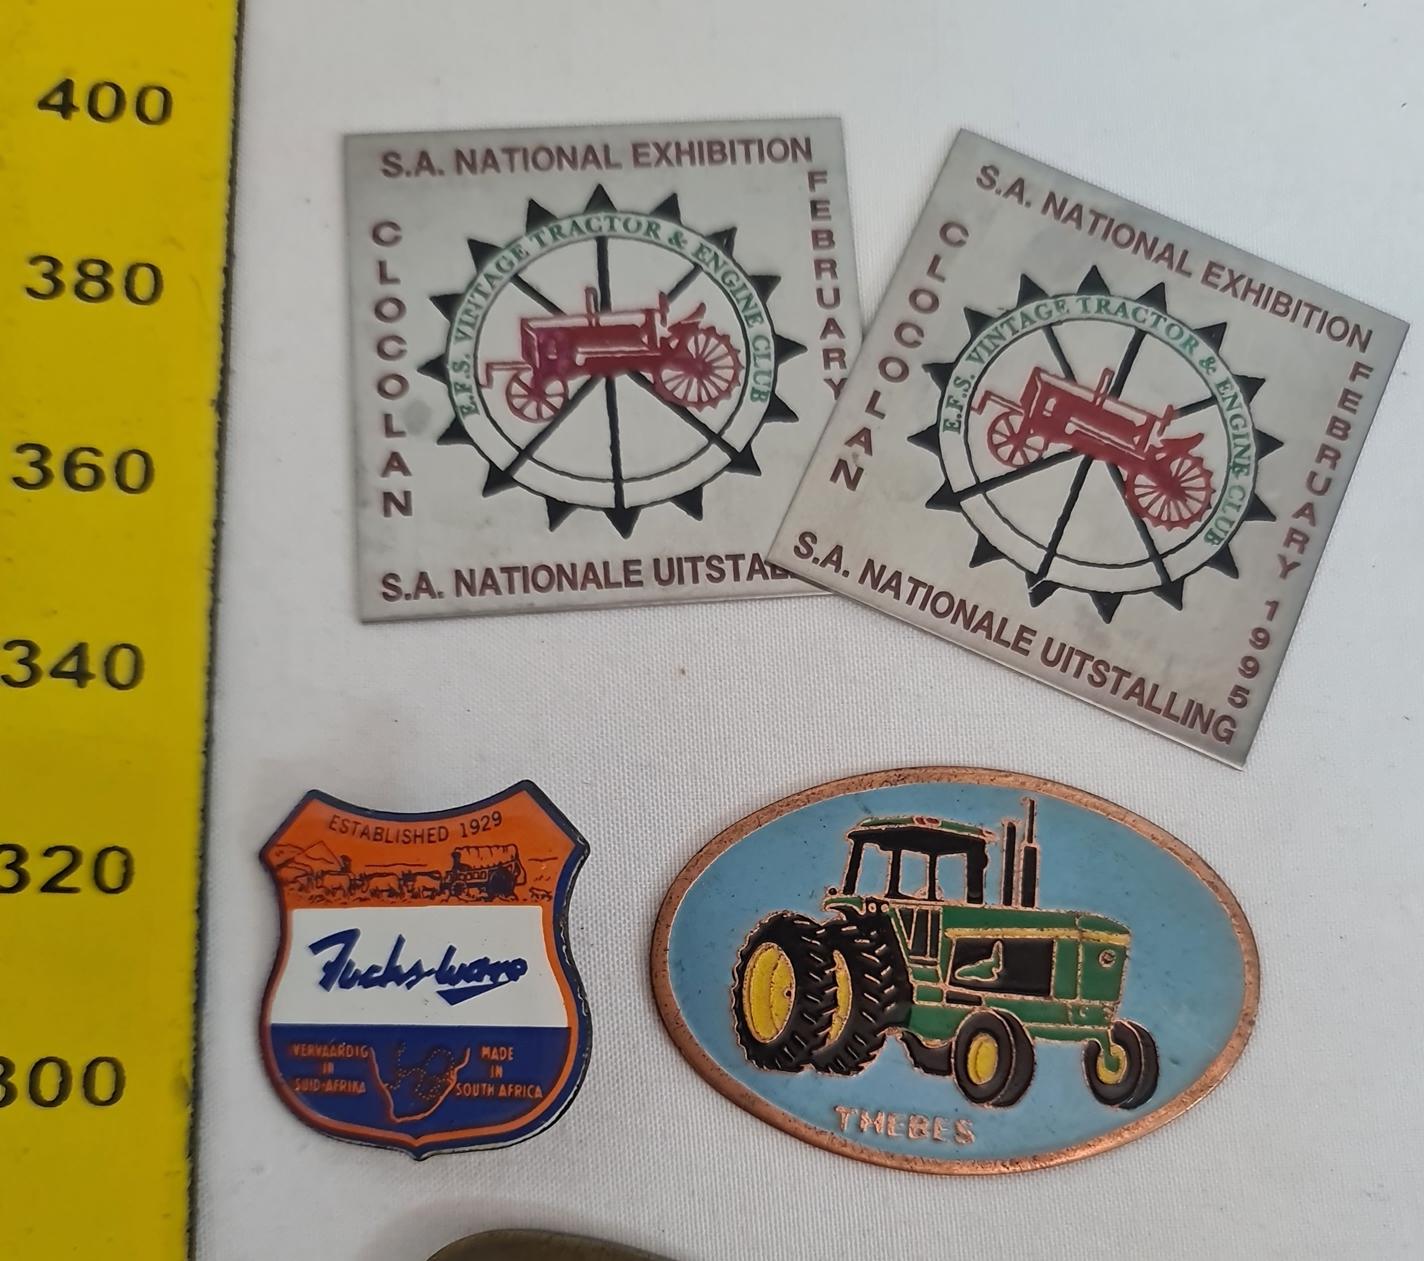 400
380
360
340
320
300
S.A. NATIONAL EXHIBITION
FEBRUARY
CLOCOLAN
E.F.S. VINTAGE TRACTOR & ENGINE CLUB
S.A. NATIONALE
S.A. NATIONAL EXHIBITION
FEBRUARY 1995
CLOCOLAN
E.F.S. VINTAGE TRACTOR & ENGINE CLUB
S.A. NATIONALE UITSTALLING
ESTABLISHED 1929
Fuchs-Ware
VERVAARDIG
IN
SUID-AFRIKA
MADE
IN
SOUTH AFRICA
THEBES